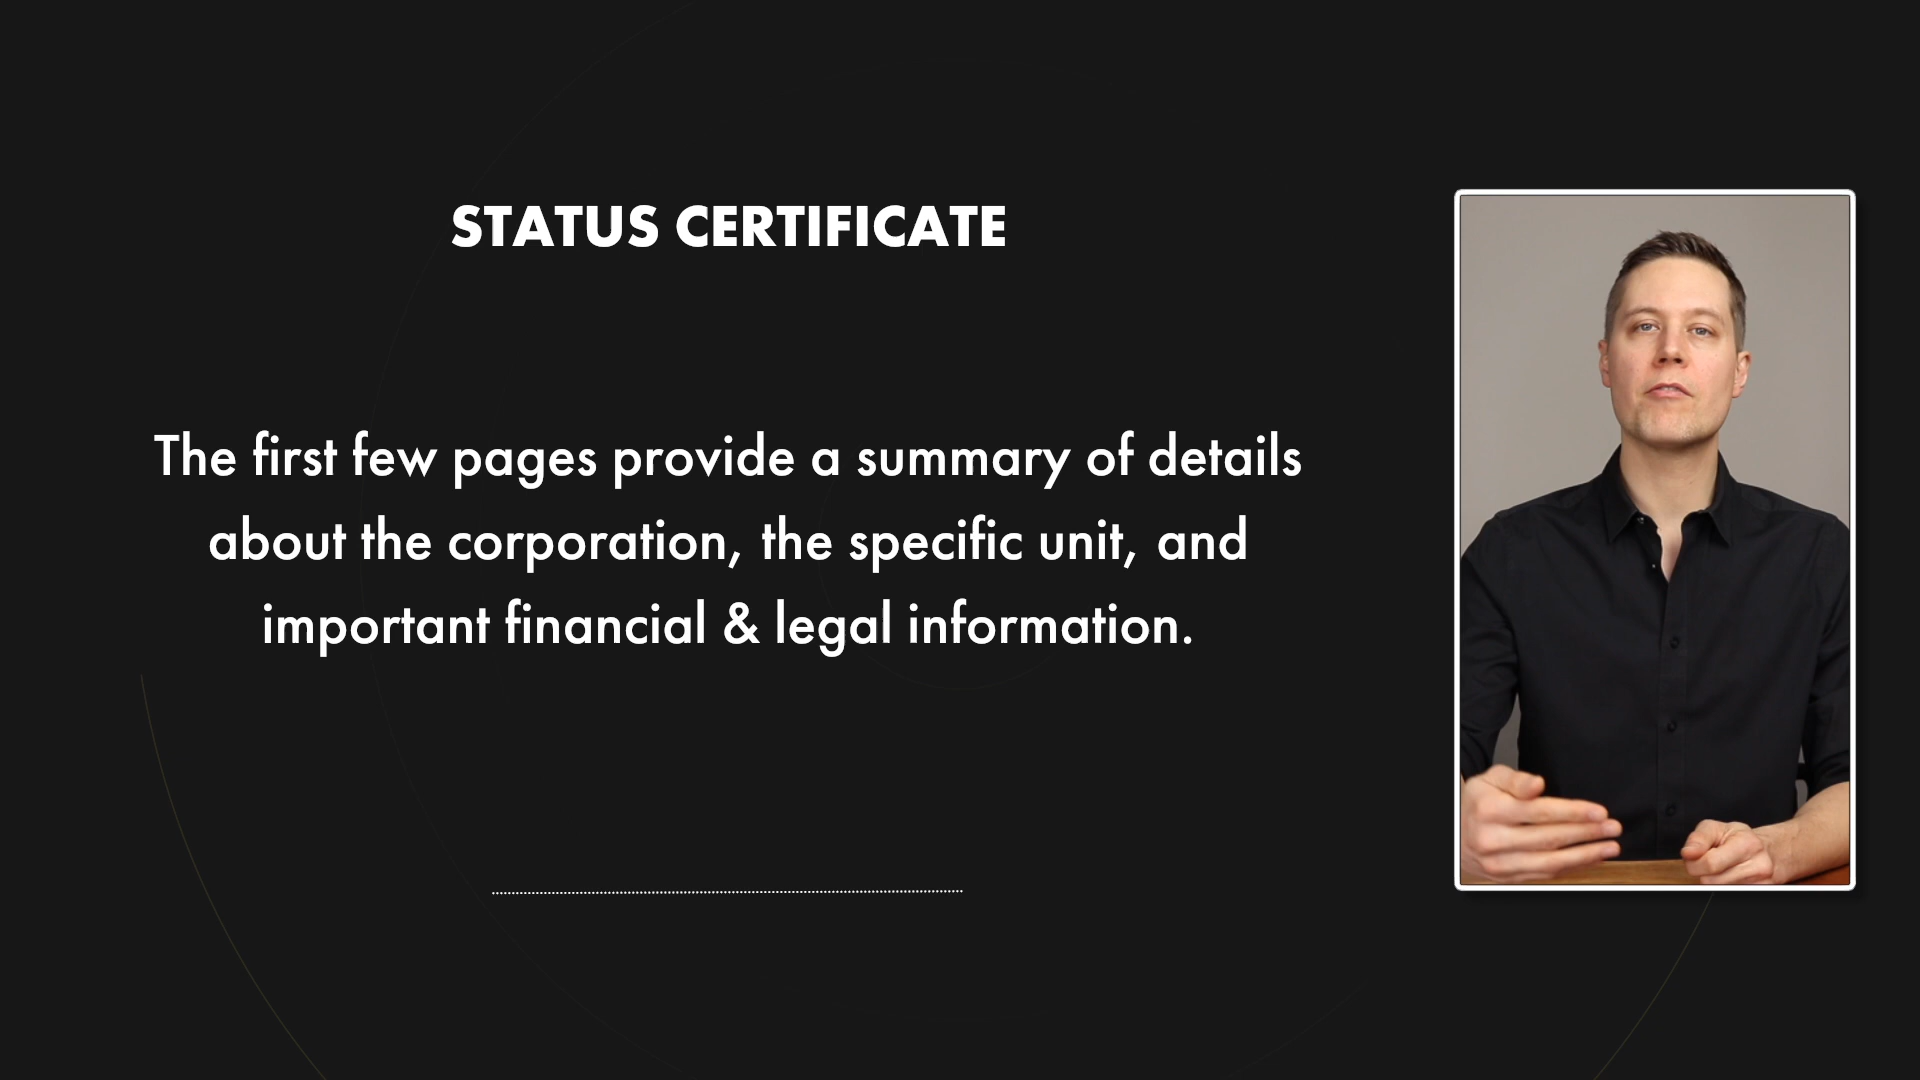 STATUS CERTIFICATE
The first few pages provide a summary of details
about the corporation, the specific unit, and
important financial & legal information.